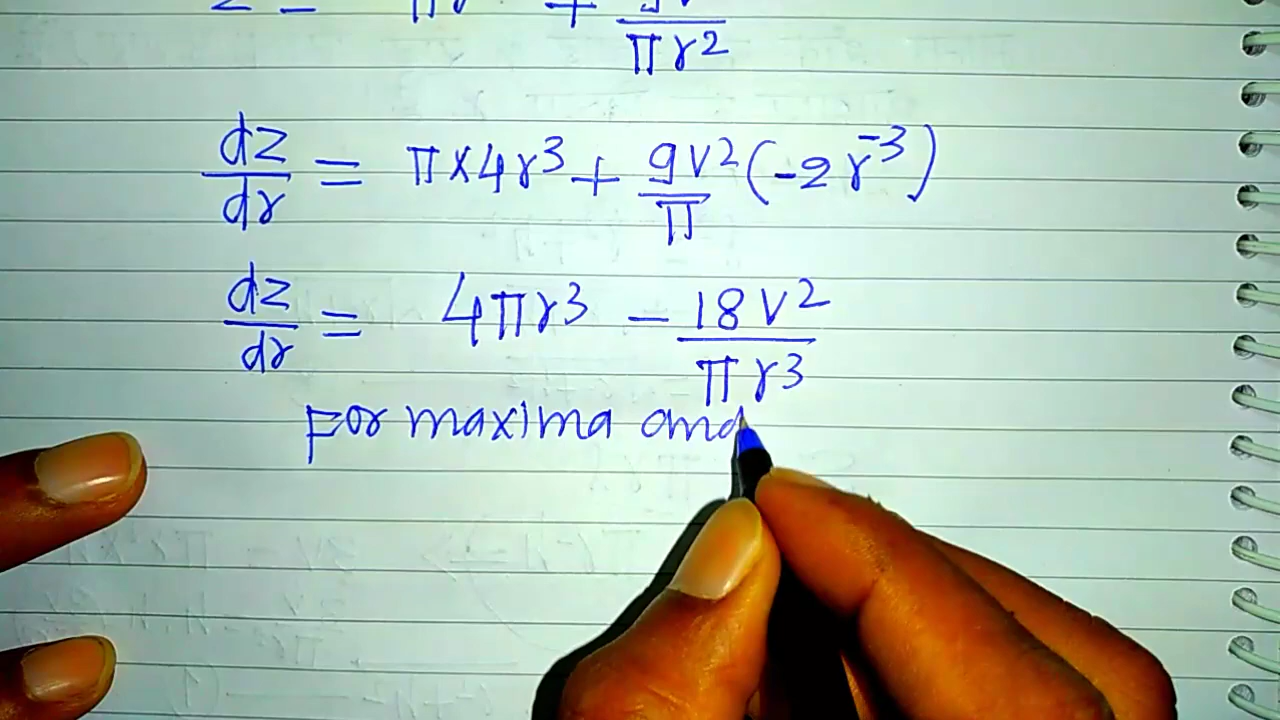 πr²
dz/dr = π×4r³ + 9V²/π (-2r⁻³)
dz/dr = 4πr³ - 18V²/πr³
For maxima and